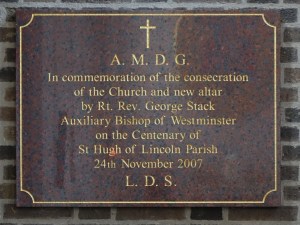 A. M. D. G.
In commemoration of the consecration
of the Church and new altar
by Rt. Rev. George Stack
Auxiliary Bishop of Westminster
on the Centenary of
St Hugh of Lincoln Parish
24th November 2007
L. D. S.